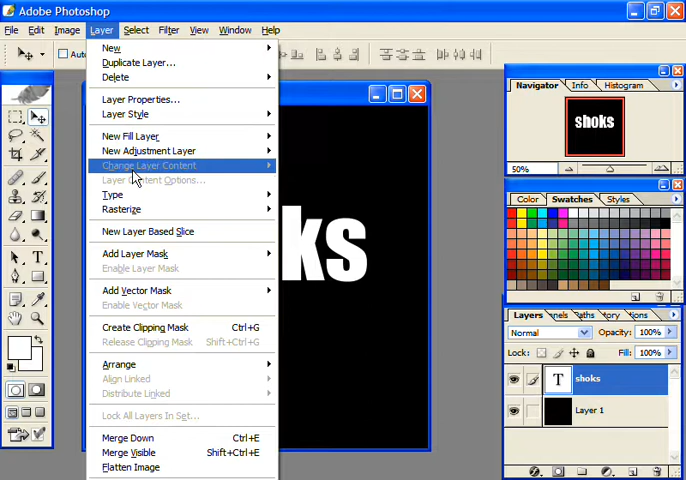 Adobe Photoshop
File Edit Image Layer Select Filter View Window Help
Auto
New
Duplicate Layer...
Delete
Layer Properties...
Layer Style
New Fill Layer
New Adjustment Layer
Change Layer Content
Layer Content Options...
Type
Rasterize
New Layer Based Slice
Add Layer Mask
Enable Layer Mask
Add Vector Mask
Enable Vector Mask
Create Clipping Mask Ctrl+G
Release Clipping Mask Shift+Ctrl+G
Arrange
Align Linked
Distribute Linked
Lock All Layers In Set...
Merge Down Ctrl+E
Merge Visible Shift+Ctrl+E
Flatten Image
ks
Navigator Info Histogram
shoks
50%
Color Swatches Styles
Layers nnels Paths tory ions
Normal Opacity: 100%
Lock: Fill: 100%
T shoks
Layer 1